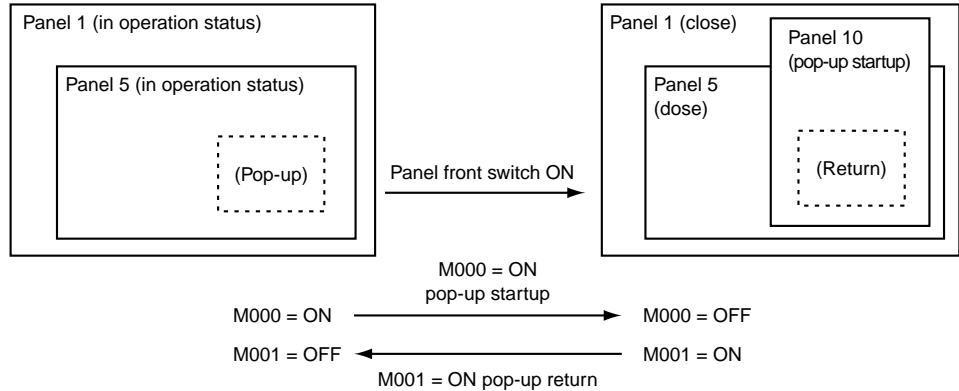 Panel 1 (in operation status)
Panel 5 (in operation status)
(Pop-up)
Panel front switch ON
Panel 1 (close)
Panel 10
(pop-up startup)
Panel 5
(dose)
(Return)
M000 = ON
pop-up startup
M000 = ON
M000 = OFF
M001 = OFF
M001 = ON
M001 = ON pop-up return